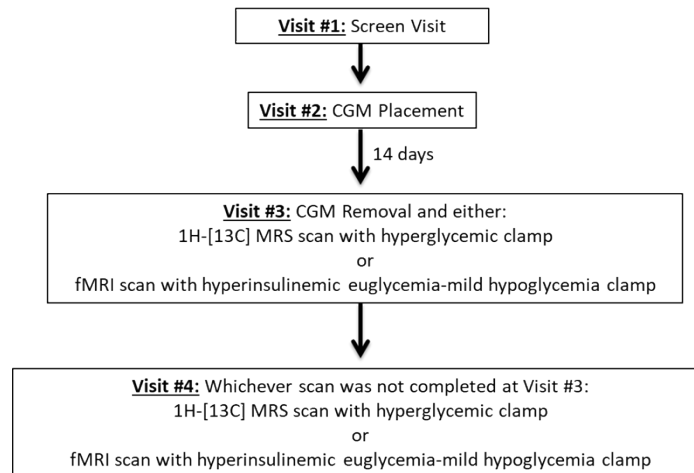 Visit #1: Screen Visit
Visit #2: CGM Placement
14 days
Visit #3: CGM Removal and either:
1H-[13C] MRS scan with hyperglycemic clamp
or
fMRI scan with hyperinsulinemic euglycemia-mild hypoglycemia clamp
Visit #4: Whichever scan was not completed at Visit #3:
1H-[13C] MRS scan with hyperglycemic clamp
or
fMRI scan with hyperinsulinemic euglycemia-mild hypoglycemia clamp